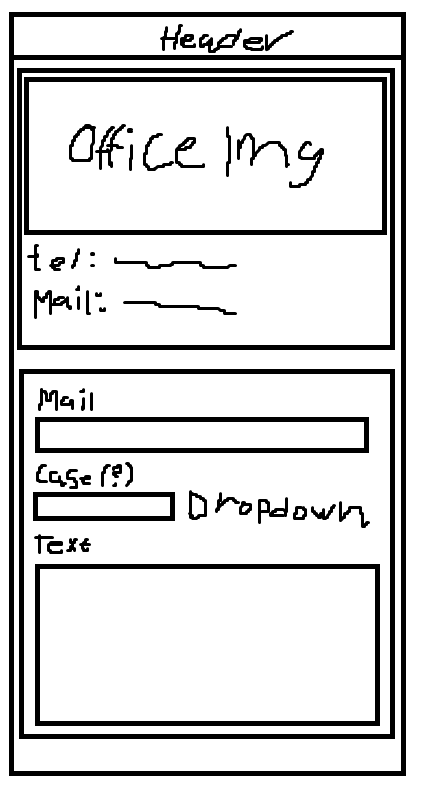 Header
Office Img
tel:
Mail:
Mail
Case (?)
Dropdown
Text